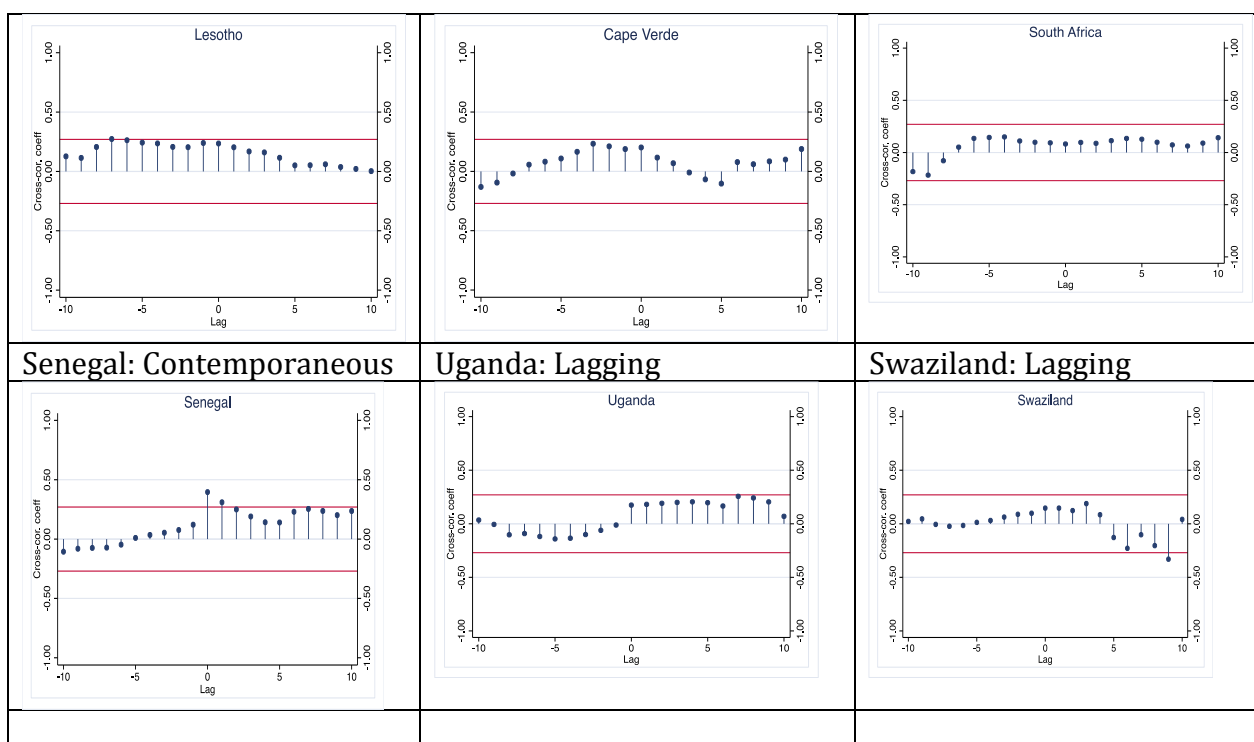 Lesotho
Cross-cor. coeff
-1.00 -0.50 0.00 0.50 1.00
-1.00 -0.50 0.00 0.50 1.00
-10 -5 0 5 10
Lag
Cape Verde
Cross-cor. coeff
-1.00 -0.50 0.00 0.50 1.00
-1.00 -0.50 0.00 0.50 1.00
-10 -5 0 5 10
Lag
South Africa
Cross-cor. coeff
-1.00 -0.50 0.00 0.50 1.00
-1.00 -0.50 0.00 0.50 1.00
-10 -5 0 5 10
Lag
Senegal: Contemporaneous
Uganda: Lagging
Swaziland: Lagging
Senegal
Cross-cor. coeff
-1.00 -0.50 0.00 0.50 1.00
-1.00 -0.50 0.00 0.50 1.00
-10 -5 0 5 10
Lag
Uganda
Cross-cor. coeff
-1.00 -0.50 0.00 0.50 1.00
-1.00 -0.50 0.00 0.50 1.00
-10 -5 0 5 10
Lag
Swaziland
Cross-cor. coeff
-1.00 -0.50 0.00 0.50 1.00
-1.00 -0.50 0.00 0.50 1.00
-10 -5 0 5 10
Lag